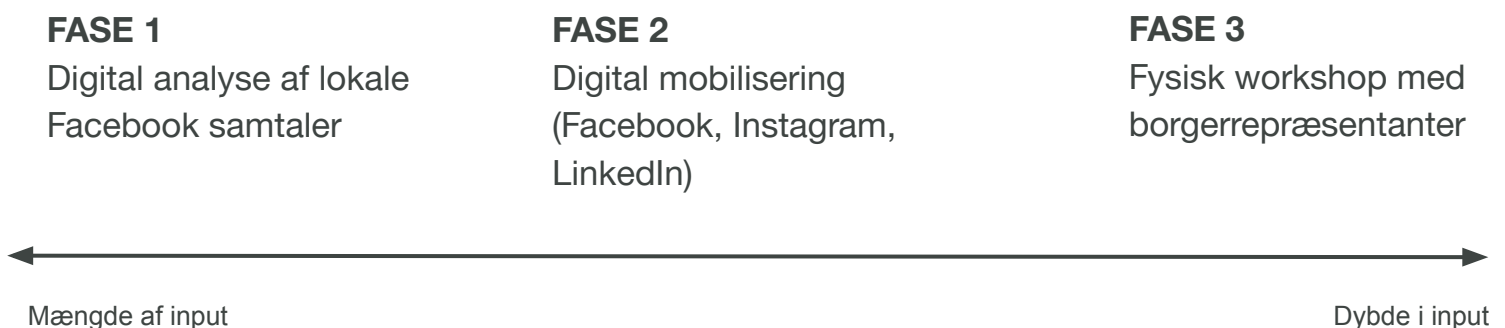 FASE 1
Digital analyse af lokale
Facebook samtaler
FASE 2
Digital mobilisering
(Facebook, Instagram,
LinkedIn)
FASE 3
Fysisk workshop med
borgerrepræsentanter
Mængde af input
Dybde i input